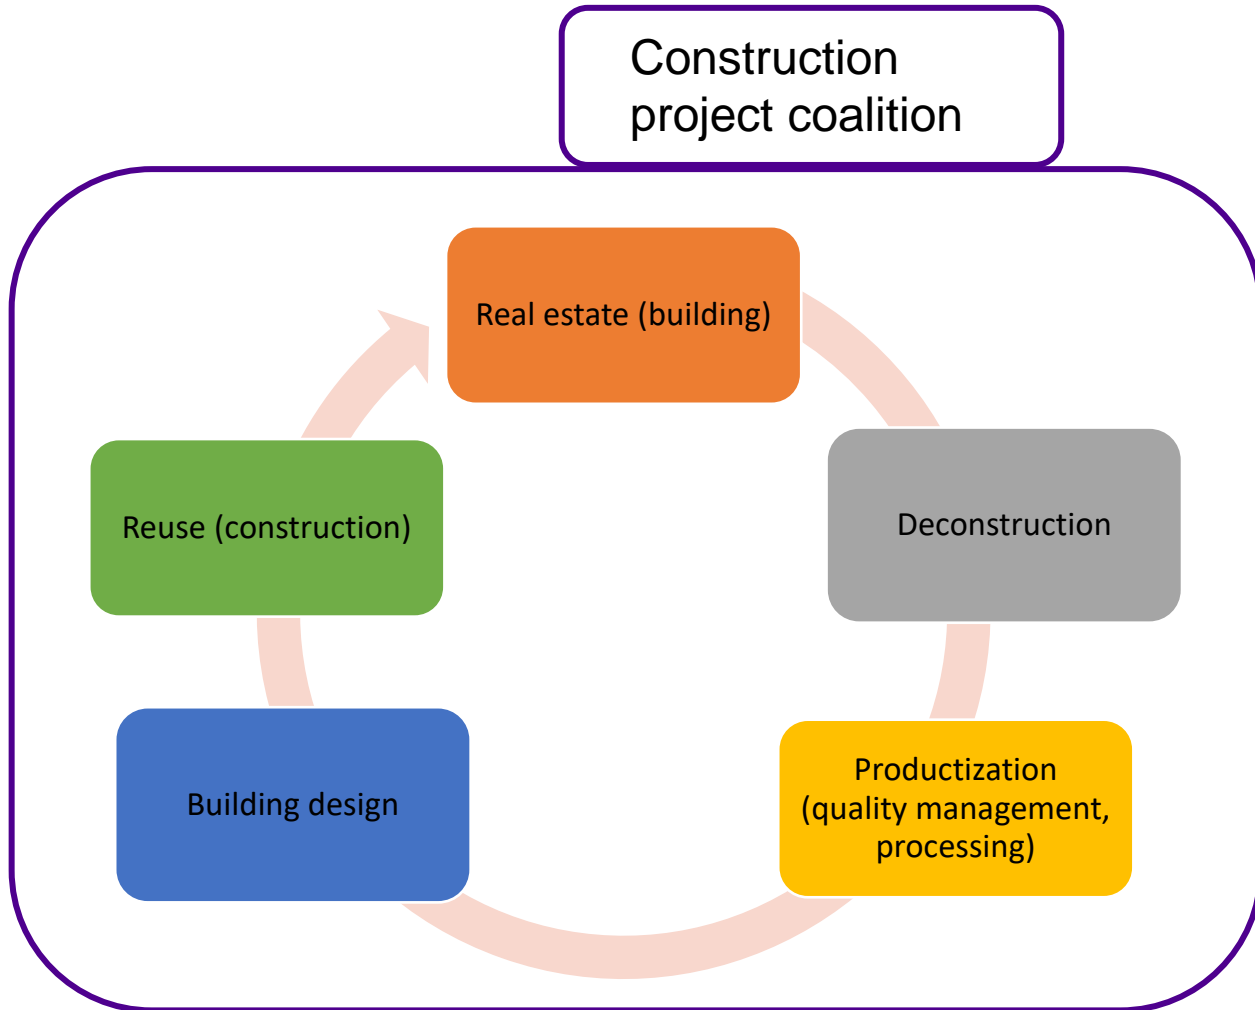 Construction
project coalition
Real estate (building)
Deconstruction
Productization
(quality management,
processing)
Building design
Reuse (construction)